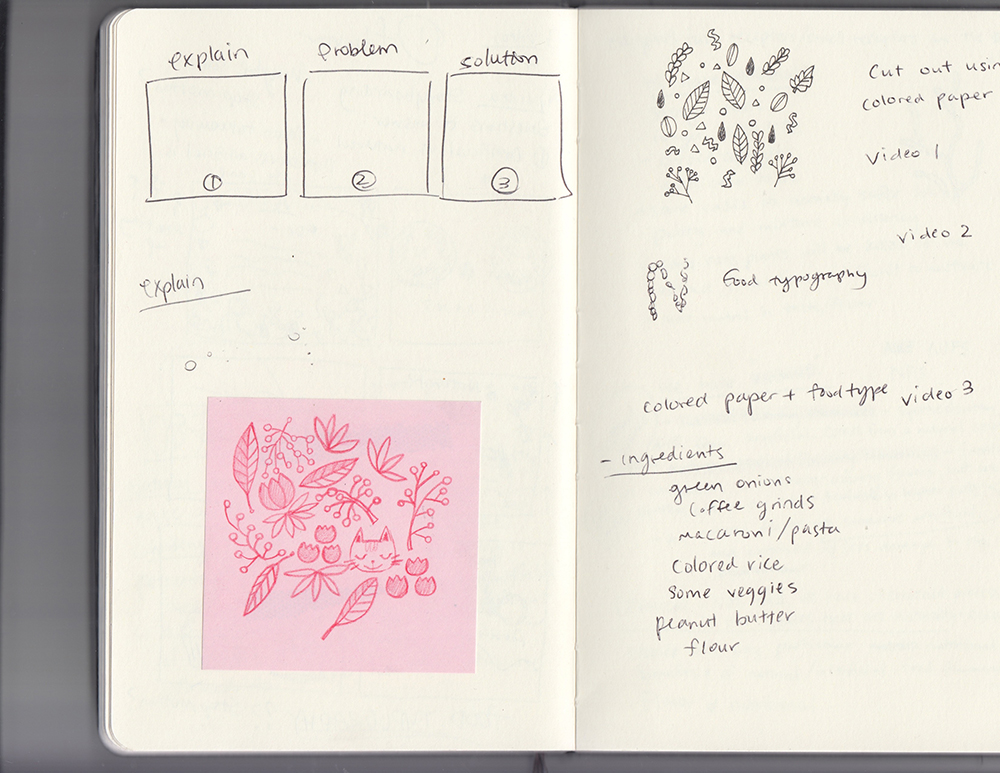 explain
problem
solution
1
2
3
explain
Cut out usin
colored paper
video 1
video 2
Food typography
colored paper + food type video 3
- ingredients
green onions
coffee grinds
macaroni/pasta
colored rice
some veggies
peanut butter
flour